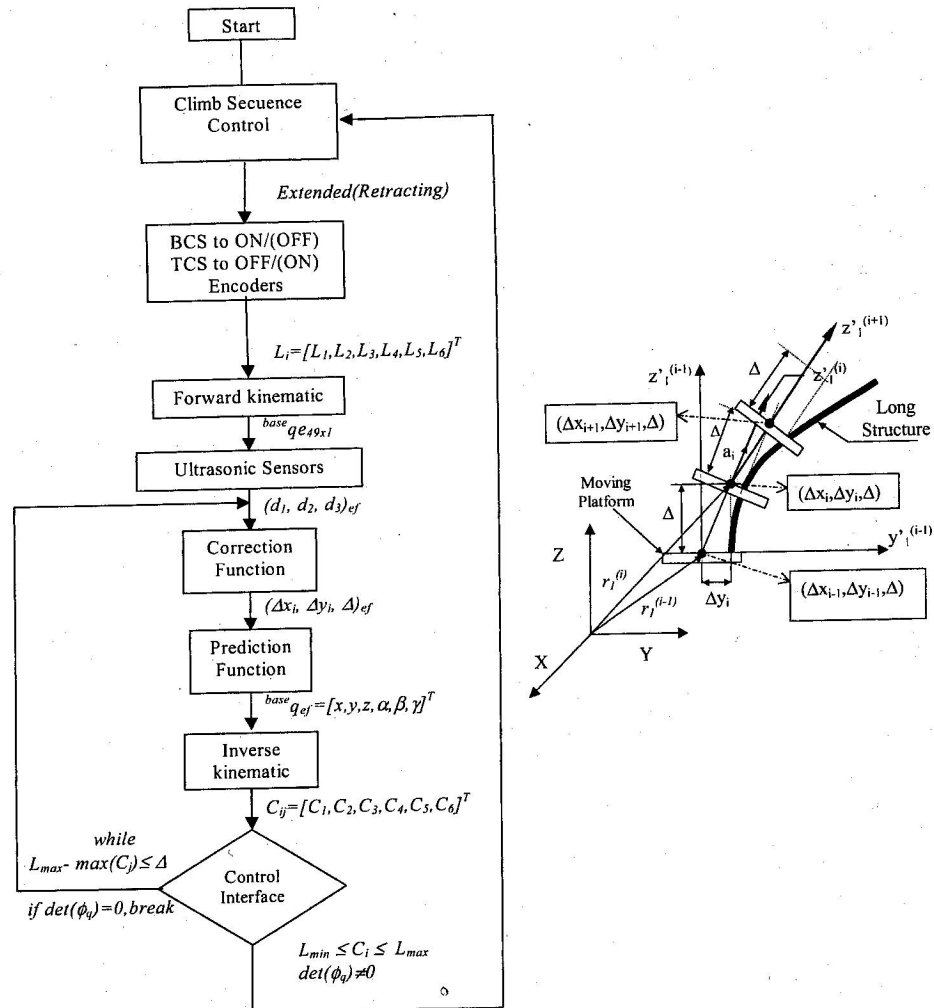 Start
Climb Secuence
Control
Extended(Retracting)
BCS to ON/(OFF)
TCS to OFF/(ON)
Encoders
L_i=[L_1,L_2,L_3,L_4,L_5,L_6]^T
Forward kinematic
^base qe_49x1
Ultrasonic Sensors
(d_1, d_2, d_3)_ef
Correction
Function
(Δx_i, Δy_i, Δ)_ef
Prediction
Function
^base q_ef=[x,y,z,α,β,γ]^T
Inverse
kinematic
C_ij=[C_1,C_2,C_3,C_4,C_5,C_6]^T
while
L_max- max(C_j)≤Δ
if det(ϕ_q)=0,break
Control
Interface
L_min ≤ C_i ≤ L_max
det(ϕ_q)≠0
z'_1^(i+1)
z'_1^(i-1)
Δ
z'_1^(i)
(Δx_i+1,Δy_i+1,Δ)
Δ
a_i
Long
Structure
Moving
Platform
Δ
(Δx_i,Δy_i,Δ)
y'_1^(i-1)
Z
r_1^(i)
r_1^(i-1)
Δy_i
(Δx_i-1,Δy_i-1,Δ)
X
Y